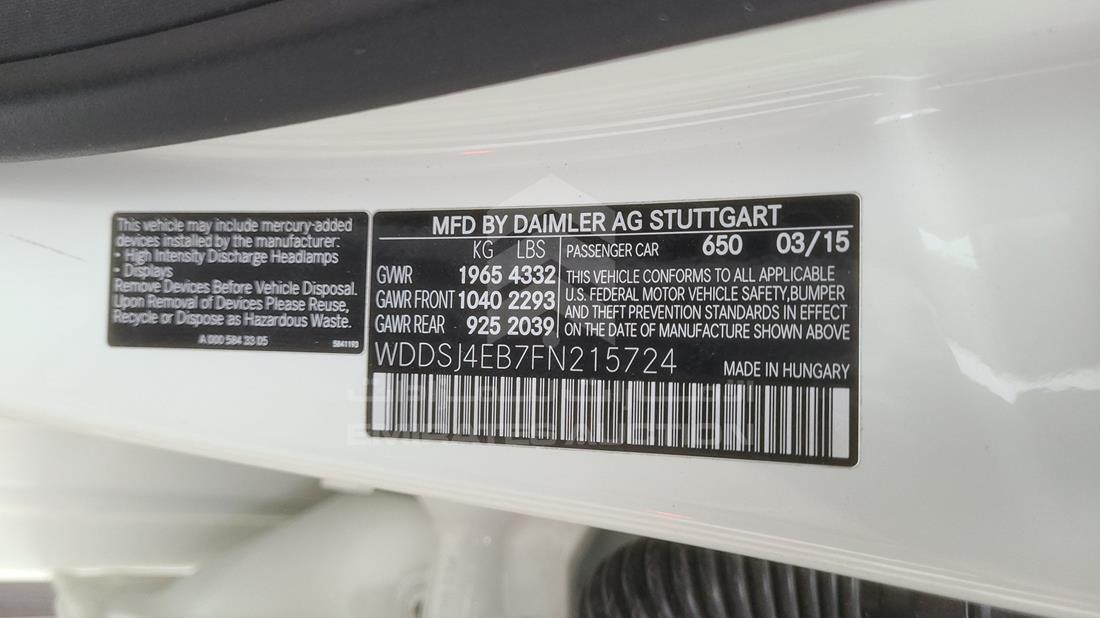 This vehicle may include mercury-added
devices installed by the manufacturer:
- High Intensity Discharge Headlamps
- Displays
Remove Devices Before Vehicle Disposal.
Upon Removal of Devices Please Reuse,
Recycle or Dispose as Hazardous Waste.
A 000 584 33 05 5841193
MFD BY DAIMLER AG STUTTGART
KG LBS
GVWR 1965 4332
GAWR FRONT 1040 2293
GAWR REAR 925 2039
PASSENGER CAR 650 03/15
THIS VEHICLE CONFORMS TO ALL APPLICABLE
U.S. FEDERAL MOTOR VEHICLE SAFETY, BUMPER
AND THEFT PREVENTION STANDARDS IN EFFECT
ON THE DATE OF MANUFACTURE SHOWN ABOVE
WDDSJ4EB7FN215724 MADE IN HUNGARY
EMIRATES AUCTION